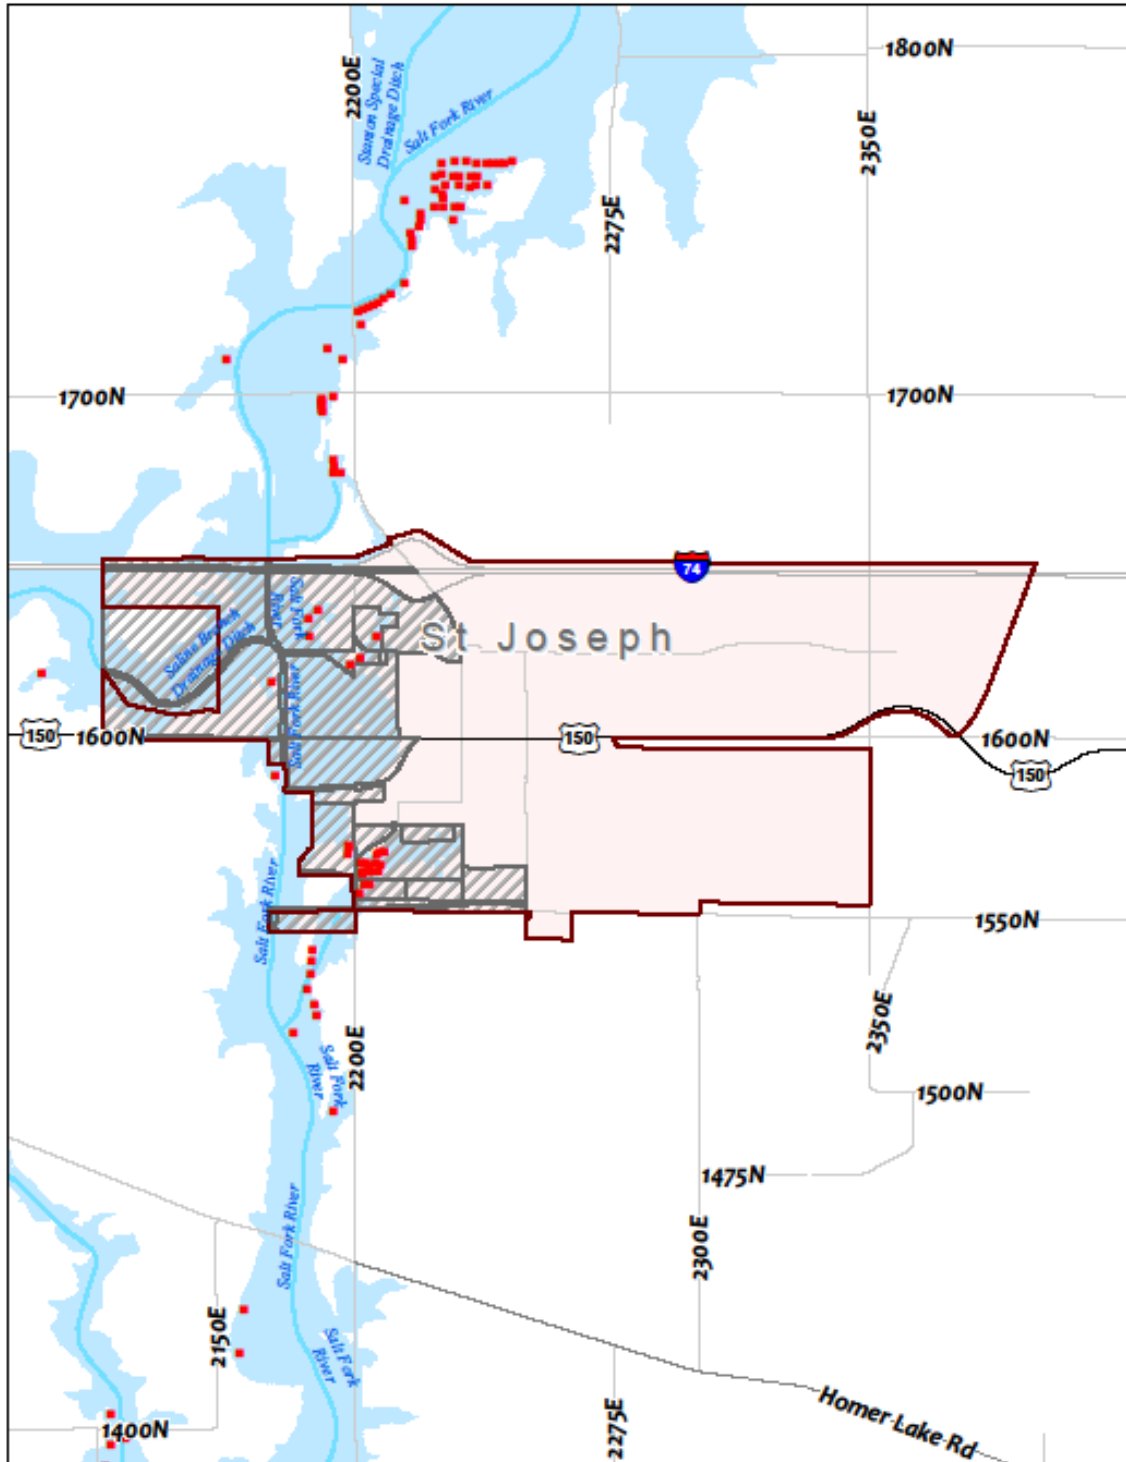 1800N
2200E
Stanton Special
Drainage Ditch
Salt Fork River
2350E
2275E
1700N
1700N
74
Salt Fork
River
St Joseph
Saline Branch
Drainage Ditch
Salt Fork River
150
1600N
150
1600N
150
Salt Fork River
1550N
2350E
2200E
Salt Fork
River
1500N
1475N
Salt Fork River
2300E
2150E
Salt Fork
River
Homer Lake Rd
2275E
1400N